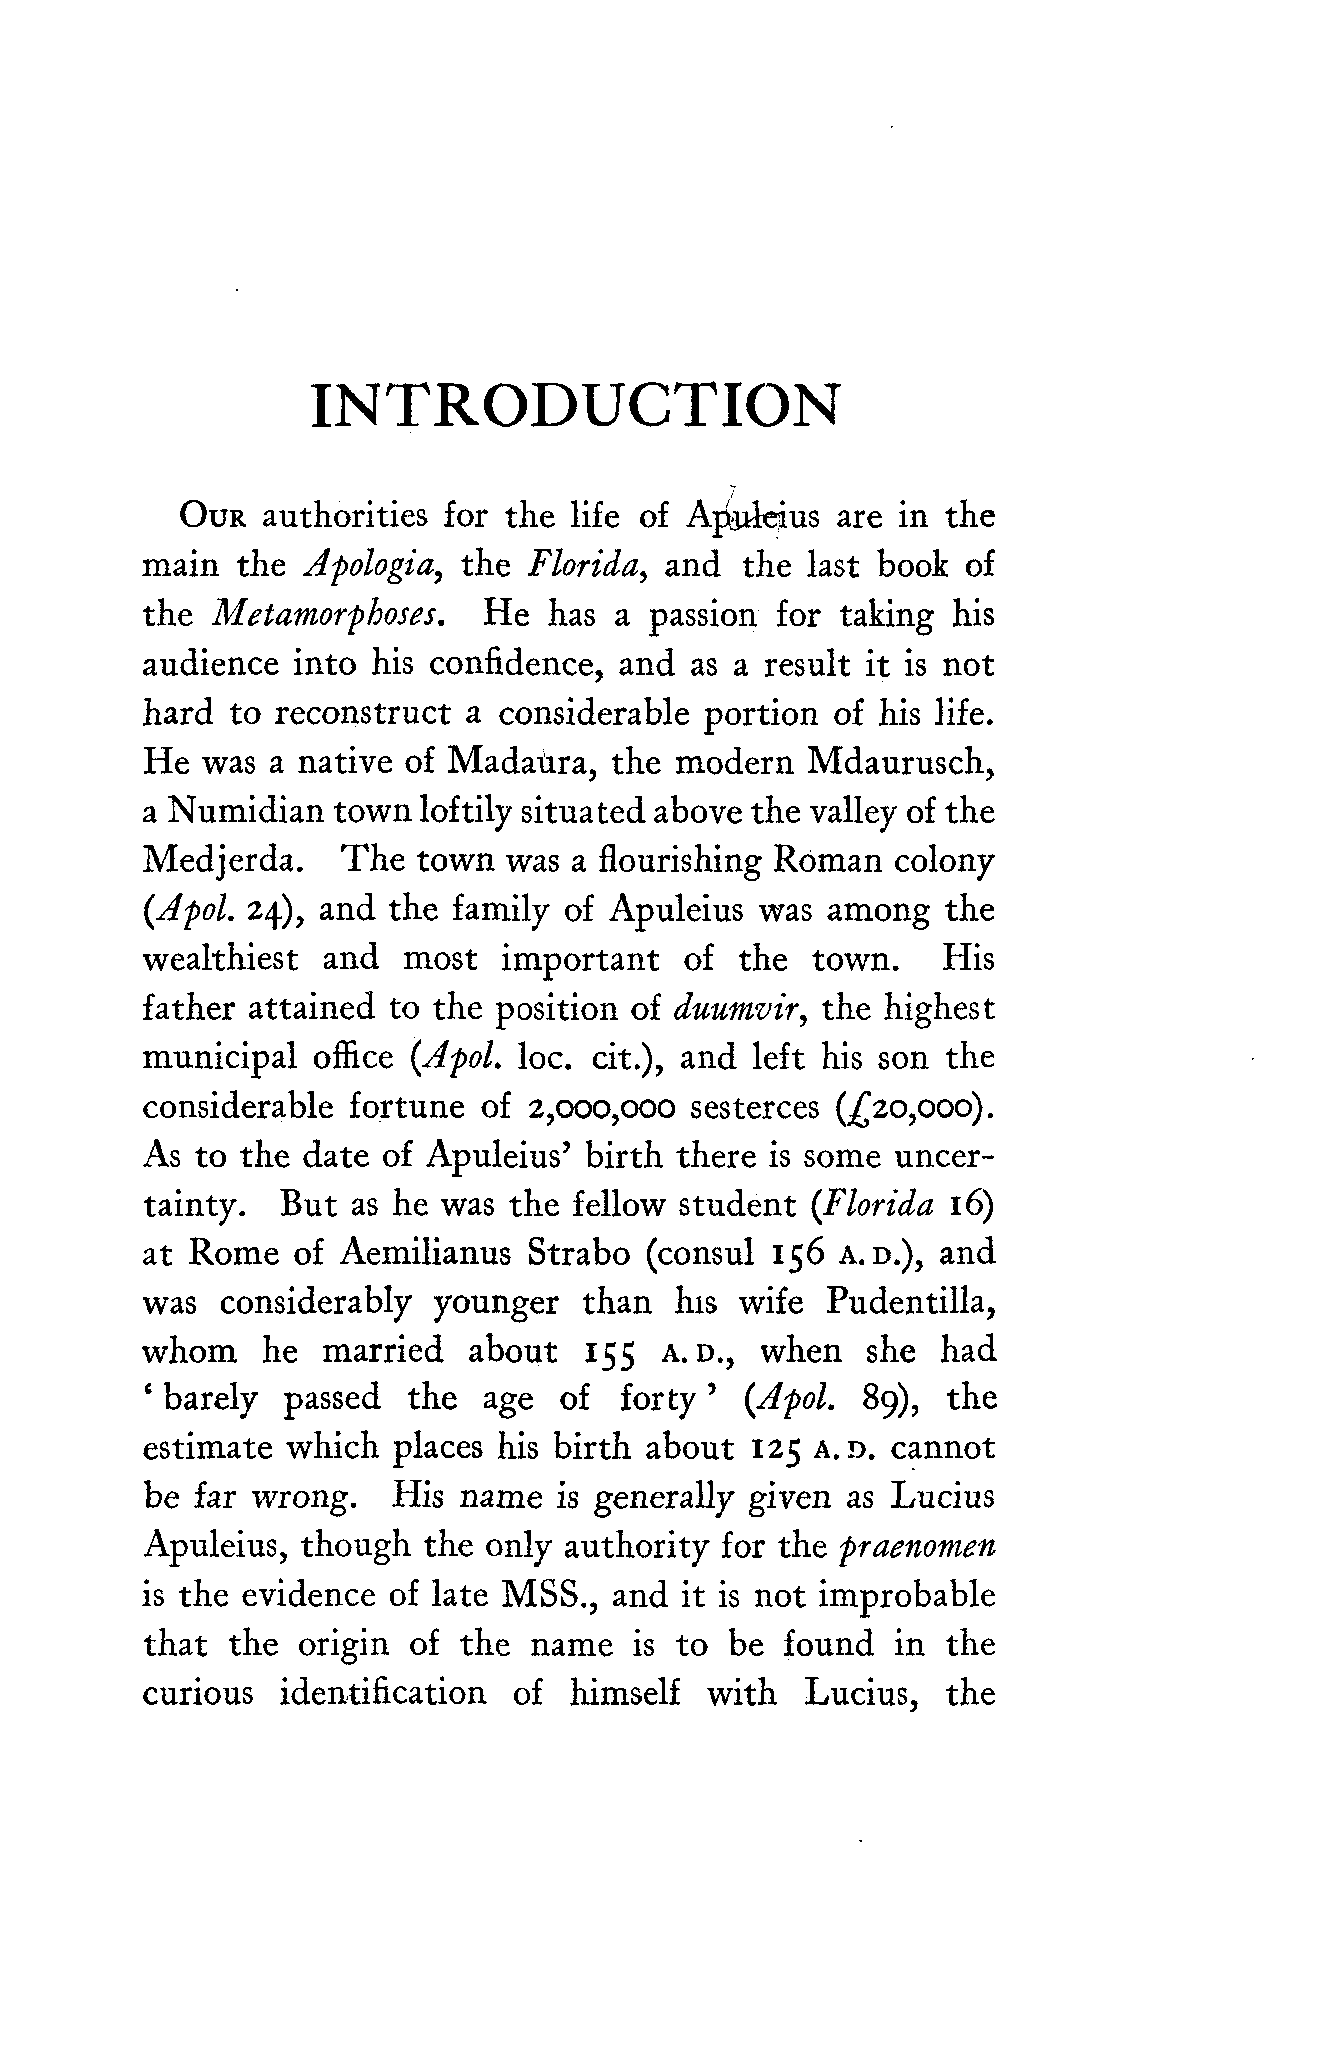 INTRODUCTION
OUR authorities for the life of Apuleius are in the
main the Apologia, the Florida, and the last book of
the Metamorphoses. He has a passion for taking his
audience into his confidence, and as a result it is not
hard to reconstruct a considerable portion of his life.
He was a native of Madaura, the modern Mdaurusch,
a Numidian town loftily situated above the valley of the
Medjerda. The town was a flourishing Roman colony
(Apol. 24), and the family of Apuleius was among the
wealthiest and most important of the town. His
father attained to the position of duumvir, the highest
municipal office (Apol. loc. cit.), and left his son the
considerable fortune of 2,000,000 sesterces (£20,000).
As to the date of Apuleius' birth there is some uncer-
tainty. But as he was the fellow student (Florida 16)
at Rome of Aemilianus Strabo (consul 156 A.D.), and
was considerably younger than his wife Pudentilla,
whom he married about 155 A.D., when she had
‘barely passed the age of forty’ (Apol. 89), the
estimate which places his birth about 125 A.D. cannot
be far wrong. His name is generally given as Lucius
Apuleius, though the only authority for the praenomen
is the evidence of late MSS., and it is not improbable
that the origin of the name is to be found in the
curious identification of himself with Lucius, the